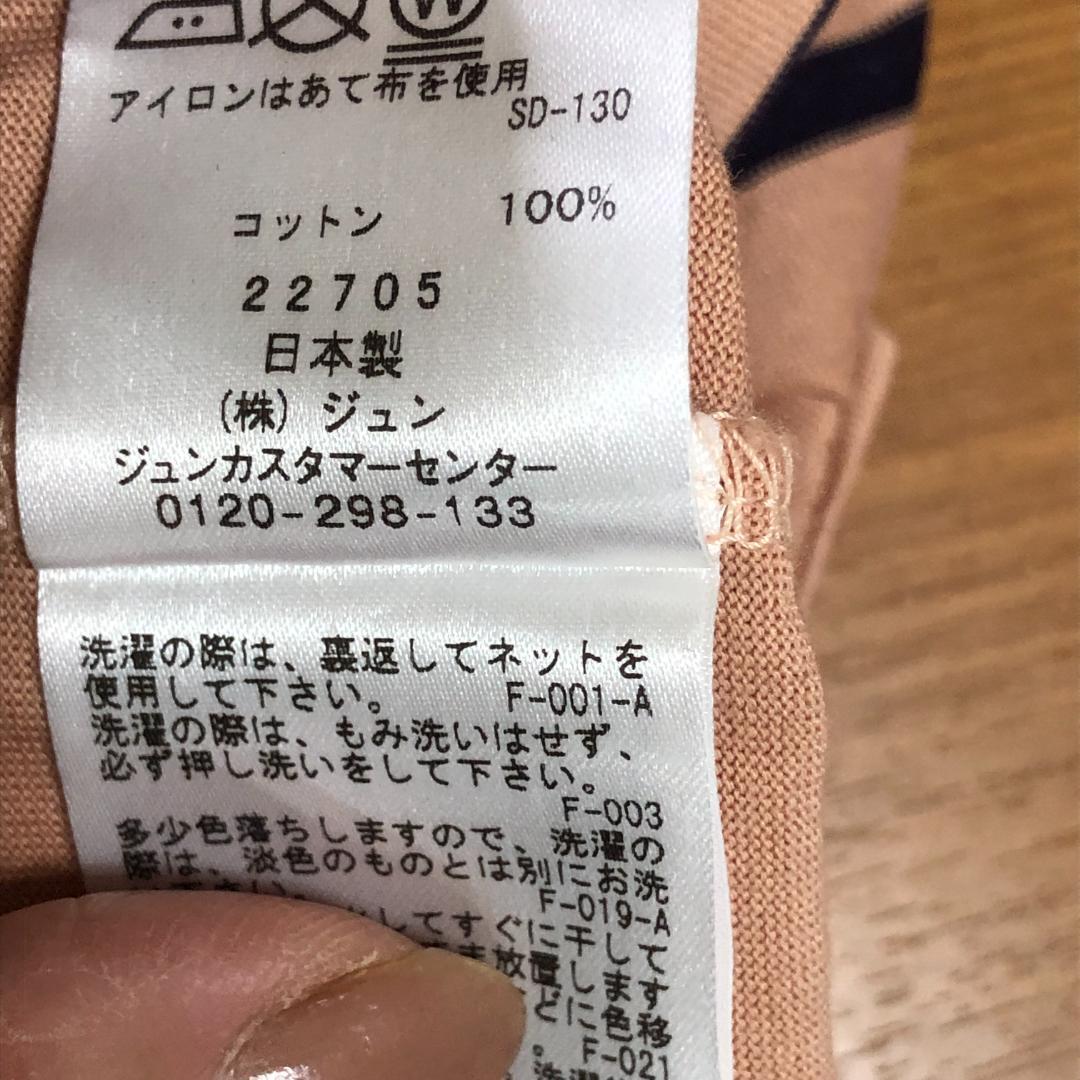 W
アイロンはあて布を使用
SD-130
コットン 100%
22705
日本製
(株) ジュン
ジュンカスタマーセンター
0120-298-133
洗濯の際は、裏返してネットを
使用して下さい。 F-001-A
洗濯の際は、もみ洗いはせず、
必ず押し洗いをして下さい。
F-003
多少色落ちしますので、洗濯の
際は、淡色のものとは別にお洗
F-019-A
してすぐに干して
放置します
どに色移
F-021